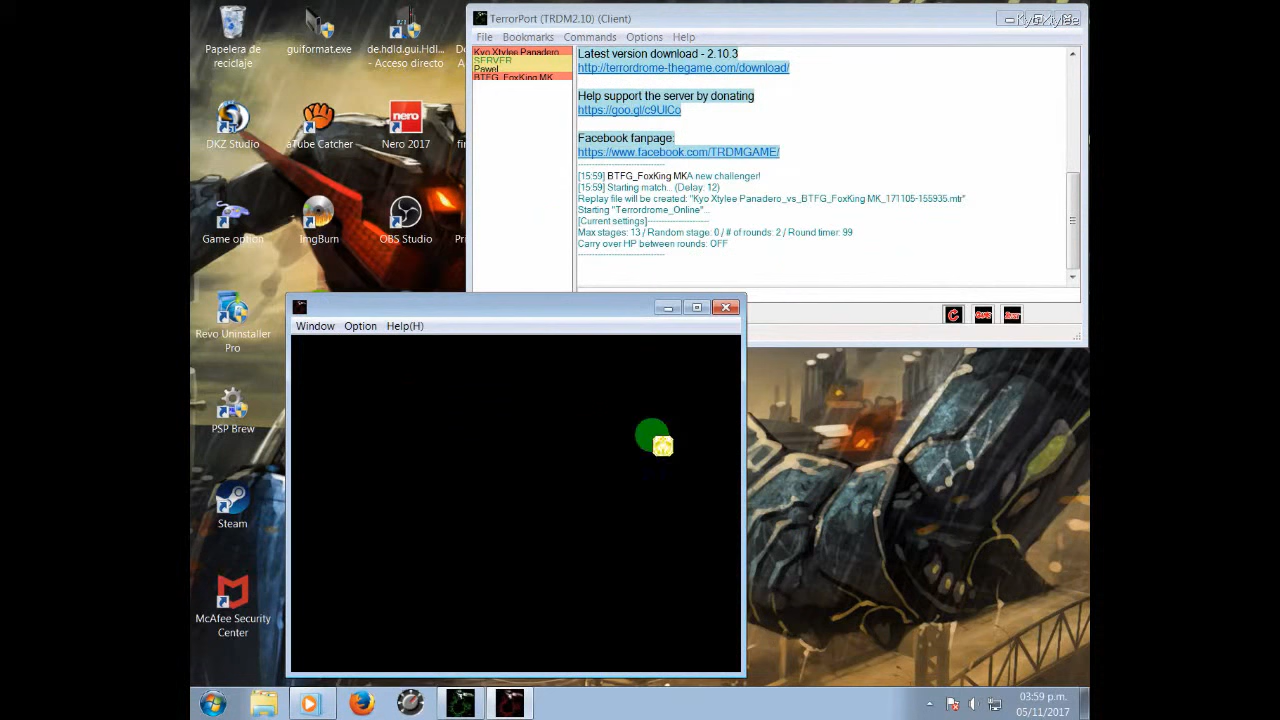 Papelera de
reciclaje
guiformat.exe
de.hdld.gui.Hdl...
- Acceso directo
DKZ Studio
aTube Catcher
Nero 2017
Game option
ImgBurn
OBS Studio
Revo Uninstaller
Pro
PSP Brew
Steam
McAfee Security
Center
TerrorPort (TRDM2.10) (Client)
File Bookmarks Commands Options Help
Kyo Xtylee Panadero
SERVER
Pawel
BTFG_FoxKing MK
Latest version download - 2.10.3
http://terrordrome-thegame.com/download/
Help support the server by donating
https://goo.gl/c9UlCo
Facebook fanpage:
https://www.facebook.com/TRDMGAME/
-----------------------------
[15:59] BTFG_FoxKing MKA new challenger!
[15:59] Starting match... (Delay: 12)
Replay file will be created: "Kyo Xtylee Panadero_vs_BTFG_FoxKing MK_171105-155935.mtr"
Starting "Terrordrome_Online"...
[Current settings]--------------------
Max stages: 13 / Random stage: 0 / # of rounds: 2 / Round timer: 99
Carry over HP between rounds: OFF
-----------------------------
Window Option Help(H)
03:59 p.m.
05/11/2017